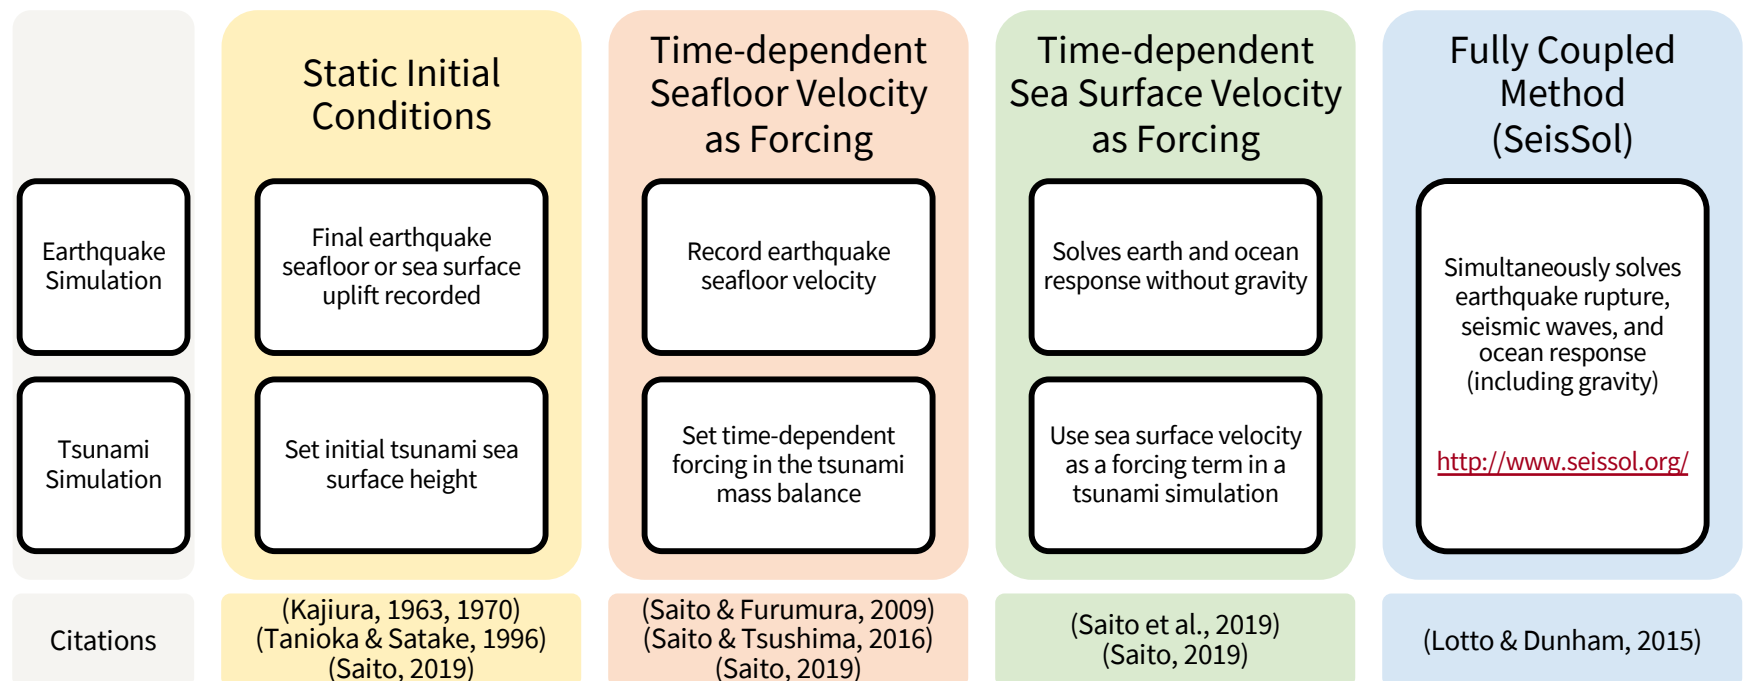 Static Initial
Conditions
Time-dependent
Seafloor Velocity
as Forcing
Time-dependent
Sea Surface Velocity
as Forcing
Fully Coupled
Method
(SeisSol)
Earthquake
Simulation
Final earthquake
seafloor or sea surface
uplift recorded
Record earthquake
seafloor velocity
Solves earth and ocean
response without gravity
Simultaneously solves
earthquake rupture,
seismic waves, and
ocean response
(including gravity)
http://www.seissol.org/
Tsunami
Simulation
Set initial tsunami sea
surface height
Set time-dependent
forcing in the tsunami
mass balance
Use sea surface velocity
as a forcing term in a
tsunami simulation
Citations
(Kajiura, 1963, 1970)
(Tanioka & Satake, 1996)
(Saito, 2019)
(Saito & Furumura, 2009)
(Saito & Tsushima, 2016)
(Saito, 2019)
(Saito et al., 2019)
(Saito, 2019)
(Lotto & Dunham, 2015)